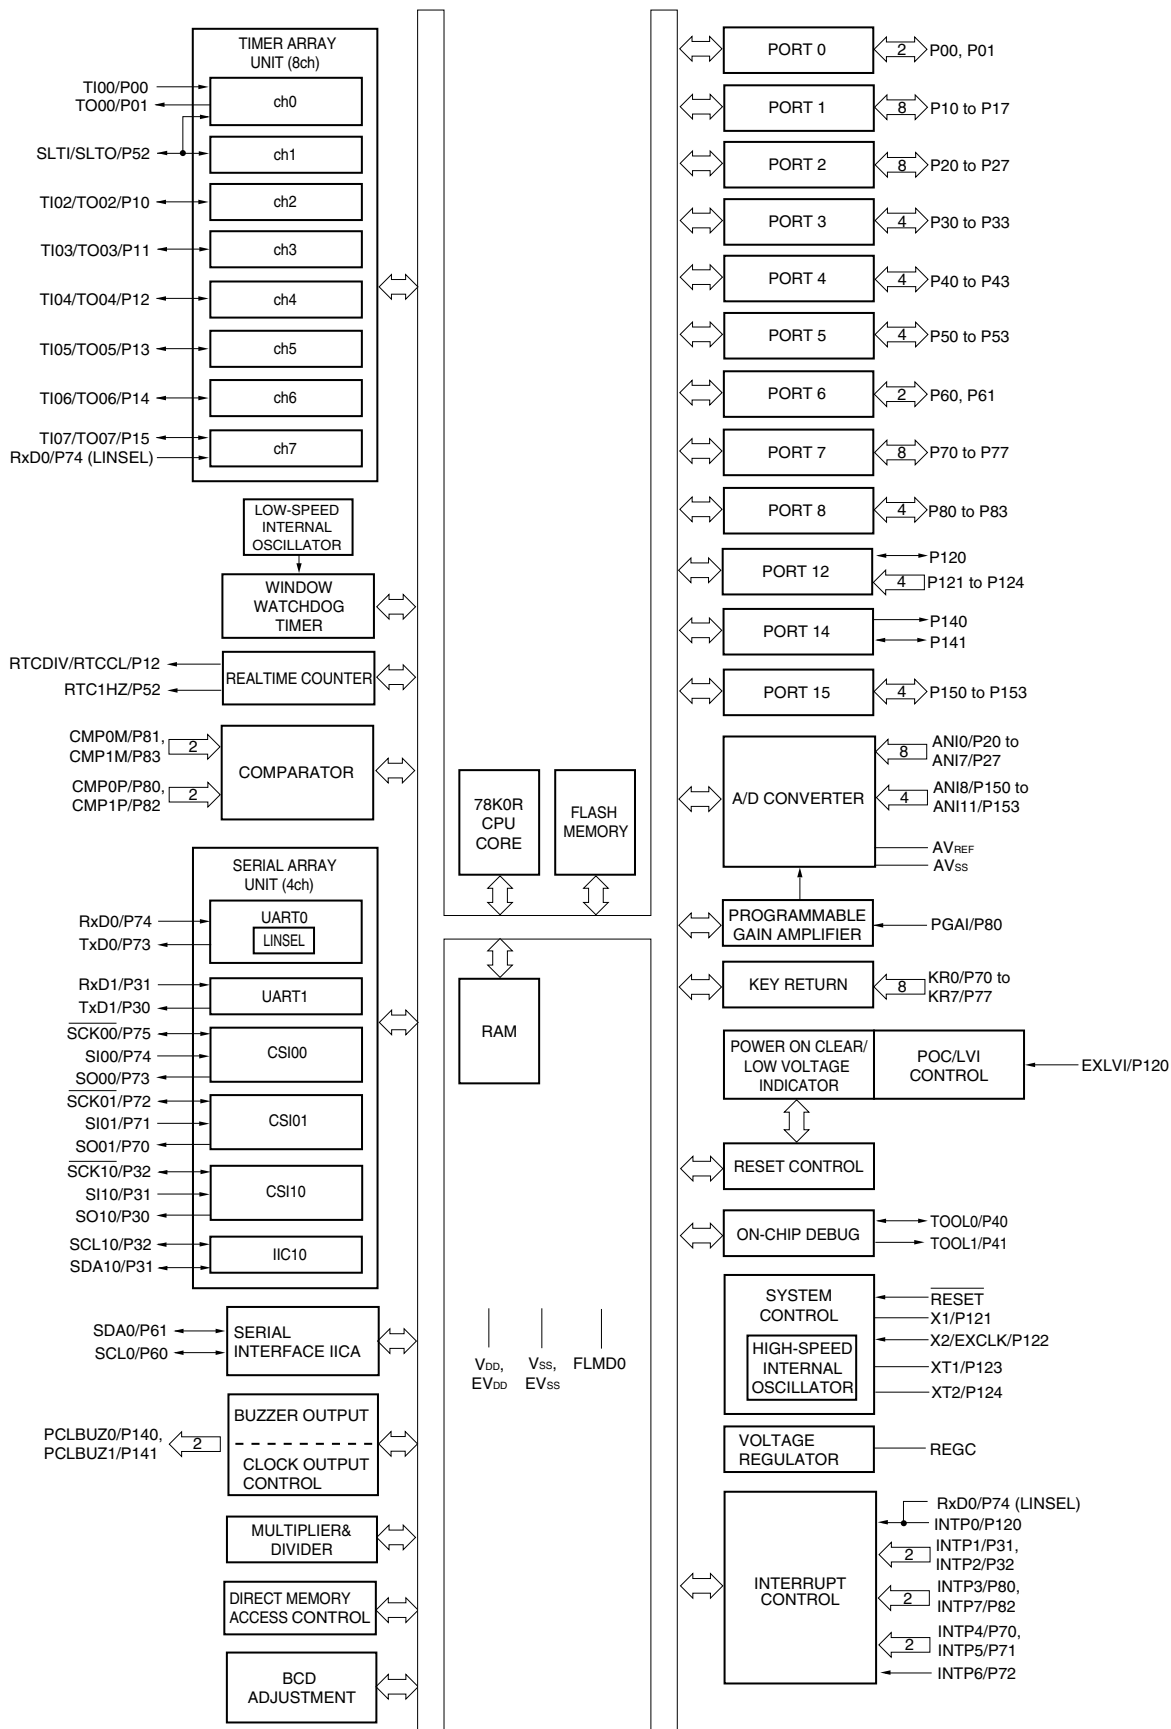 TIMER ARRAY
UNIT (8ch)
TI00/P00
TO00/P01
ch0
SLTI/SLTO/P52
ch1
TI02/TO02/P10
ch2
TI03/TO03/P11
ch3
TI04/TO04/P12
ch4
TI05/TO05/P13
ch5
TI06/TO06/P14
ch6
TI07/TO07/P15
RxD0/P74 (LINSEL)
ch7
LOW-SPEED
INTERNAL
OSCILLATOR
WINDOW
WATCHDOG
TIMER
RTCDIV/RTCCL/P12
RTC1HZ/P52
REALTIME COUNTER
CMP0M/P81,
CMP1M/P83
2
CMP0P/P80,
CMP1P/P82
2
COMPARATOR
SERIAL ARRAY
UNIT (4ch)
RxD0/P74
TxD0/P73
UART0
LINSEL
RxD1/P31
TxD1/P30
UART1
SCK00/P75
SI00/P74
SO00/P73
CSI00
SCK01/P72
SI01/P71
SO01/P70
CSI01
SCK10/P32
SI10/P31
SO10/P30
CSI10
SCL10/P32
SDA10/P31
IIC10
SDA0/P61
SCL0/P60
SERIAL
INTERFACE IICA
PCLBUZ0/P140,
PCLBUZ1/P141
2
BUZZER OUTPUT
CLOCK OUTPUT
CONTROL
MULTIPLIER&
DIVIDER
DIRECT MEMORY
ACCESS CONTROL
BCD
ADJUSTMENT
78K0R
CPU
CORE
FLASH
MEMORY
RAM
VDD,
EVDD
VSS,
EVSS
FLMD0
PORT 0
2
P00, P01
PORT 1
8
P10 to P17
PORT 2
8
P20 to P27
PORT 3
4
P30 to P33
PORT 4
4
P40 to P43
PORT 5
4
P50 to P53
PORT 6
2
P60, P61
PORT 7
8
P70 to P77
PORT 8
4
P80 to P83
PORT 12
P120
4
P121 to P124
PORT 14
P140
P141
PORT 15
4
P150 to P153
A/D CONVERTER
8
ANI0/P20 to
ANI7/P27
4
ANI8/P150 to
ANI11/P153
AVREF
AVSS
PROGRAMMABLE
GAIN AMPLIFIER
PGAI/P80
KEY RETURN
8
KR0/P70 to
KR7/P77
POWER ON CLEAR/
LOW VOLTAGE
INDICATOR
POC/LVI
CONTROL
EXLVI/P120
RESET CONTROL
ON-CHIP DEBUG
TOOL0/P40
TOOL1/P41
SYSTEM
CONTROL
HIGH-SPEED
INTERNAL
OSCILLATOR
RESET
X1/P121
X2/EXCLK/P122
XT1/P123
XT2/P124
VOLTAGE
REGULATOR
REGC
INTERRUPT
CONTROL
RxD0/P74 (LINSEL)
INTP0/P120
2
INTP1/P31,
INTP2/P32
2
INTP3/P80,
INTP7/P82
2
INTP4/P70,
INTP5/P71
INTP6/P72